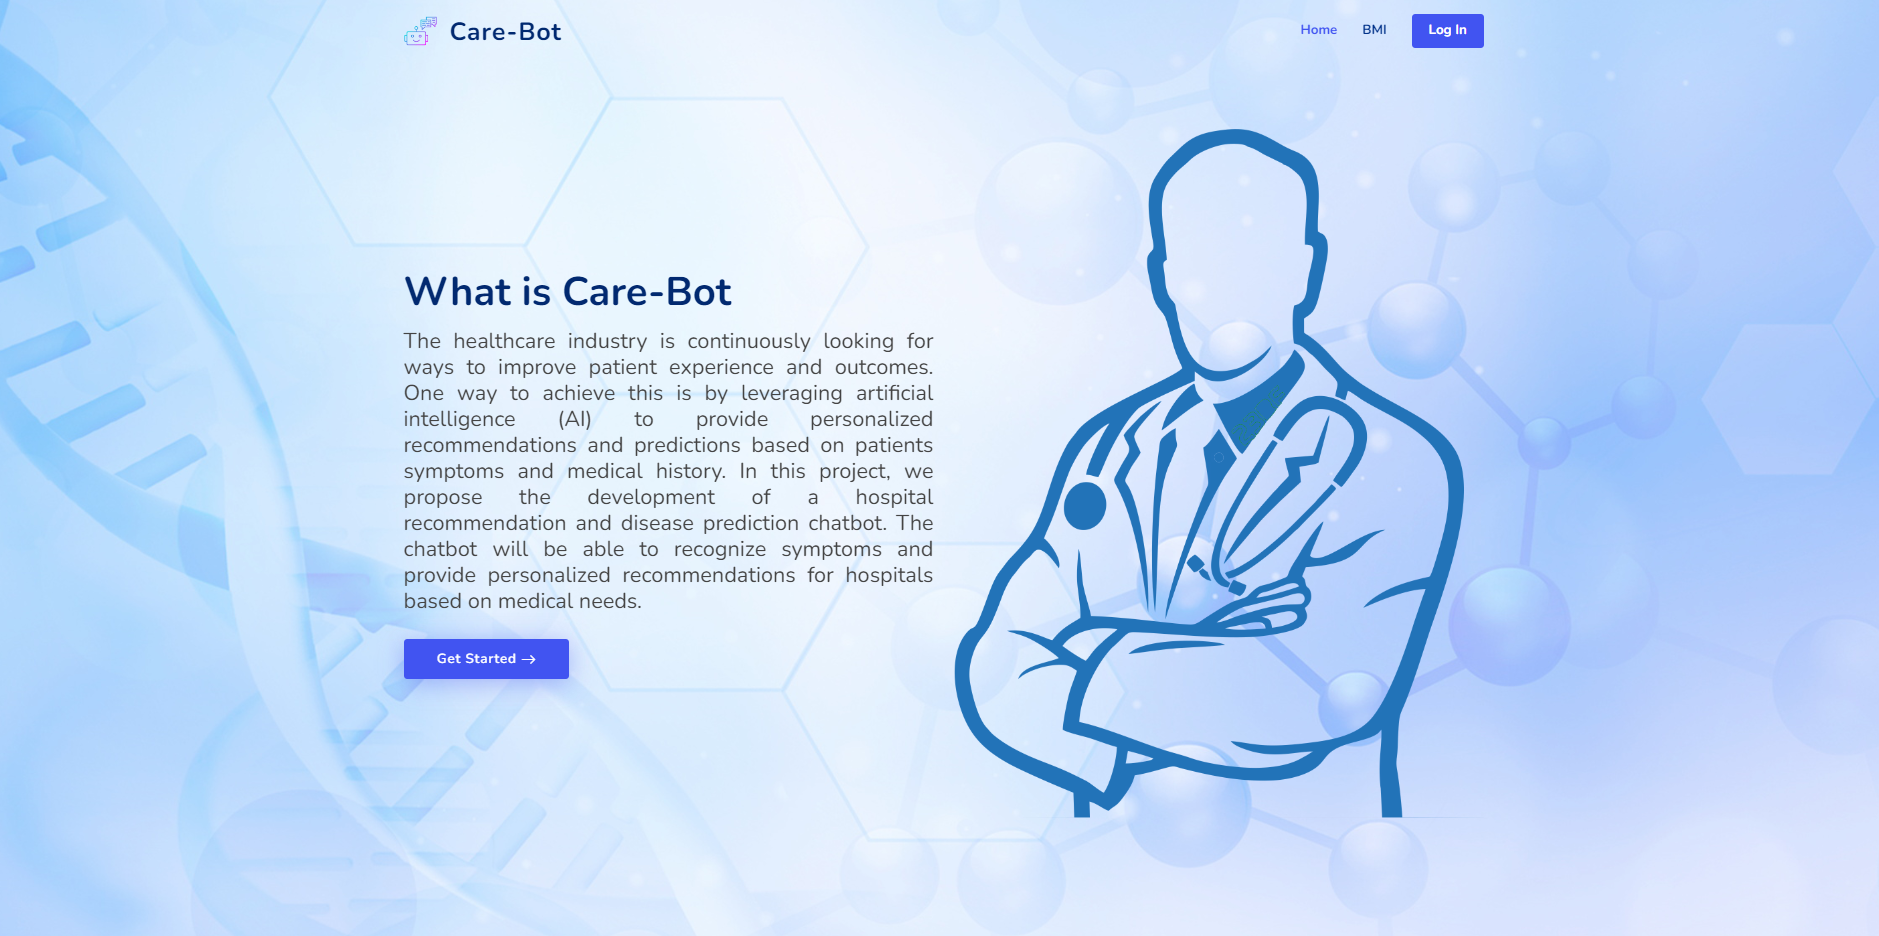 Care-Bot
Home
BMI
Log In
What is Care-Bot
The healthcare industry is continuously looking for
ways to improve patient experience and outcomes.
One way to achieve this is by leveraging artificial
intelligence (AI) to provide personalized
recommendations and predictions based on patients
symptoms and medical history. In this project, we
propose the development of a hospital
recommendation and disease prediction chatbot. The
chatbot will be able to recognize symptoms and
provide personalized recommendations for hospitals
based on medical needs.
Get Started →